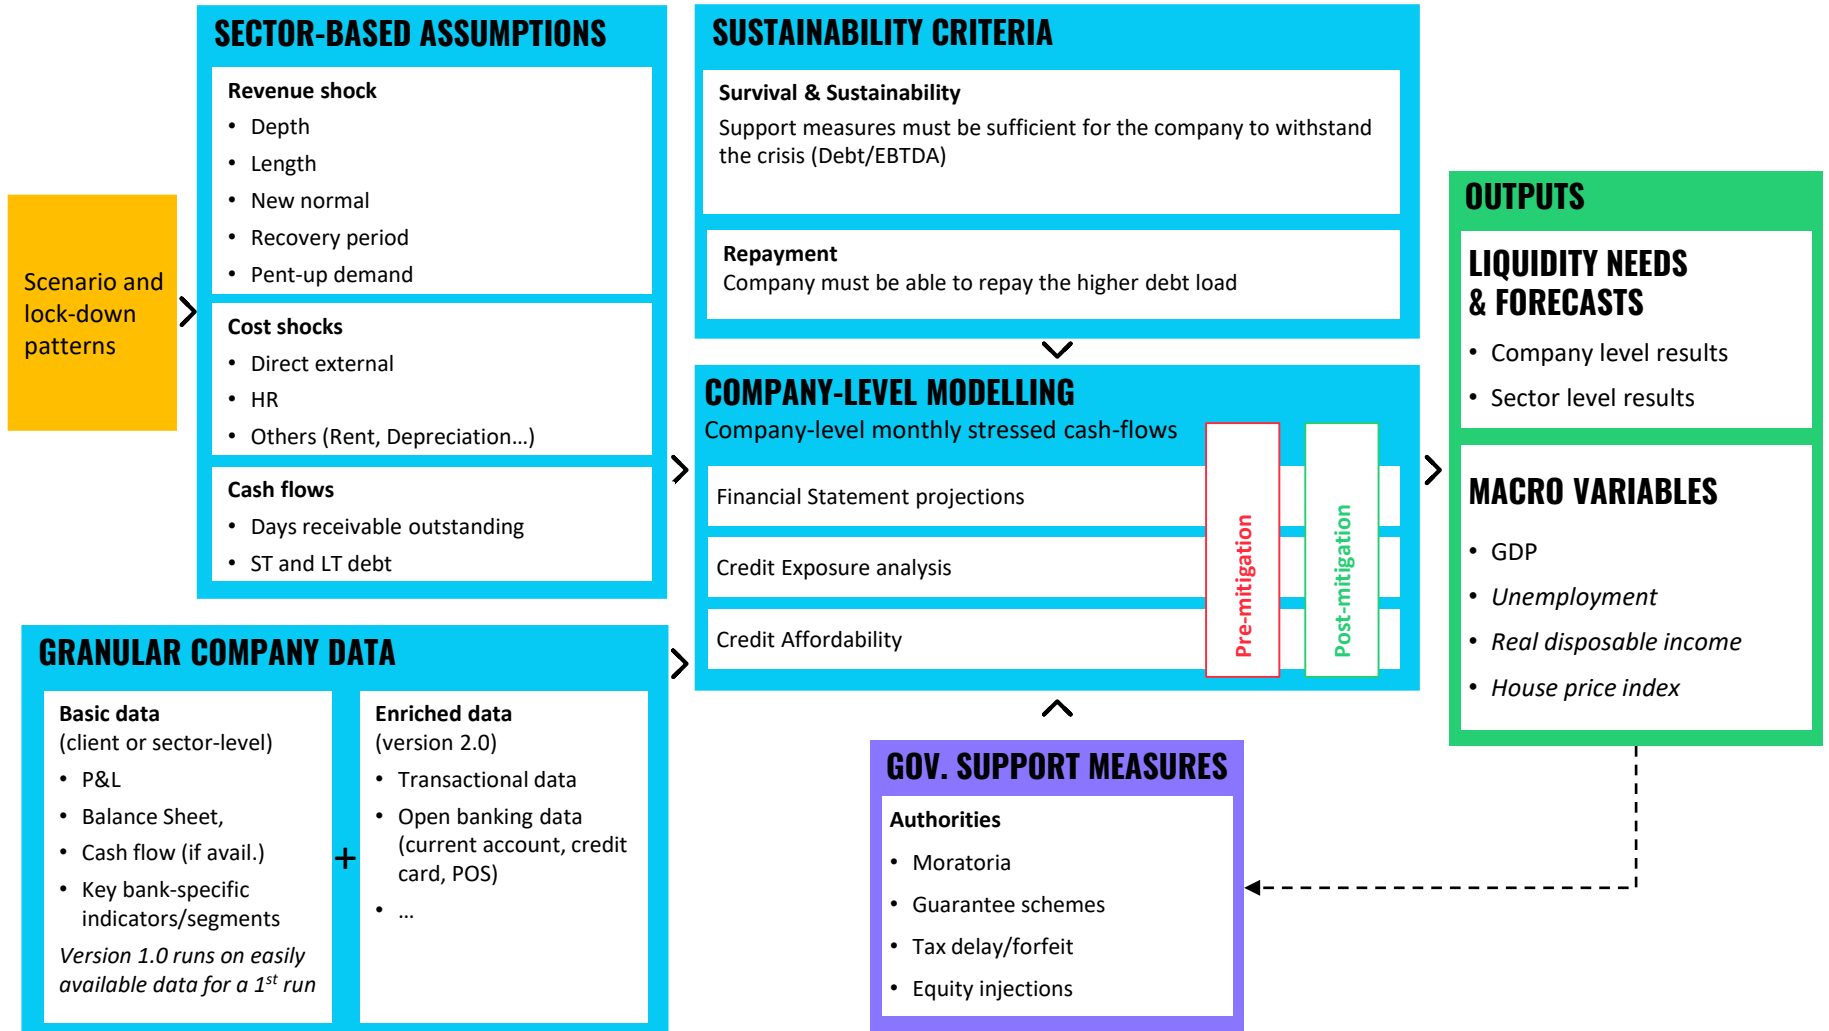 Scenario and
lock-down
patterns
SECTOR-BASED ASSUMPTIONS
Revenue shock
• Depth
• Length
• New normal
• Recovery period
• Pent-up demand
Cost shocks
• Direct external
• HR
• Others (Rent, Depreciation...)
Cash flows
• Days receivable outstanding
• ST and LT debt
GRANULAR COMPANY DATA
Basic data
(client or sector-level)
• P&L
• Balance Sheet,
• Cash flow (if avail.)
• Key bank-specific
indicators/segments
Version 1.0 runs on easily
available data for a 1st run
+
Enriched data
(version 2.0)
• Transactional data
• Open banking data
(current account, credit
card, POS)
• ...
SUSTAINABILITY CRITERIA
Survival & Sustainability
Support measures must be sufficient for the company to withstand
the crisis (Debt/EBTDA)
Repayment
Company must be able to repay the higher debt load
COMPANY-LEVEL MODELLING
Company-level monthly stressed cash-flows
Financial Statement projections
Credit Exposure analysis
Credit Affordability
Pre-mitigation
Post-mitigation
GOV. SUPPORT MEASURES
Authorities
• Moratoria
• Guarantee schemes
• Tax delay/forfeit
• Equity injections
OUTPUTS
LIQUIDITY NEEDS
& FORECASTS
• Company level results
• Sector level results
MACRO VARIABLES
• GDP
• Unemployment
• Real disposable income
• House price index